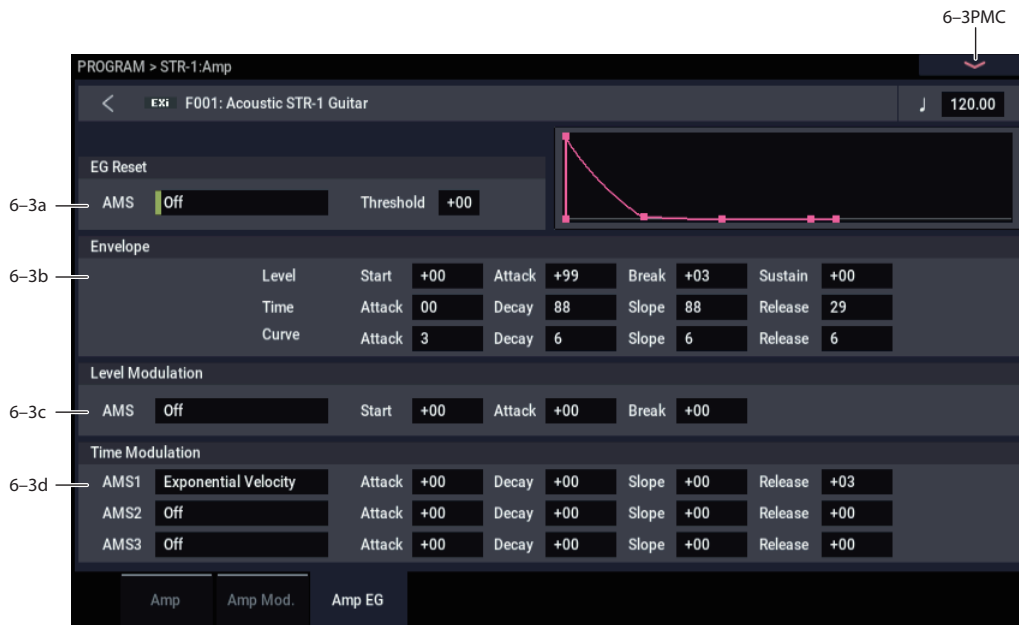 6–3PMC
PROGRAM > STR-1:Amp
< EXi F001: Acoustic STR-1 Guitar ♩ 120.00
EG Reset
6–3a AMS Off Threshold +00
Envelope
6–3b Level Start +00 Attack +99 Break +03 Sustain +00
Time Attack 00 Decay 88 Slope 88 Release 29
Curve Attack 3 Decay 6 Slope 6 Release 6
Level Modulation
6–3c AMS Off Start +00 Attack +00 Break +00
Time Modulation
6–3d AMS1 Exponential Velocity Attack +00 Decay +00 Slope +00 Release +03
AMS2 Off Attack +00 Decay +00 Slope +00 Release +00
AMS3 Off Attack +00 Decay +00 Slope +00 Release +00
Amp Amp Mod. Amp EG